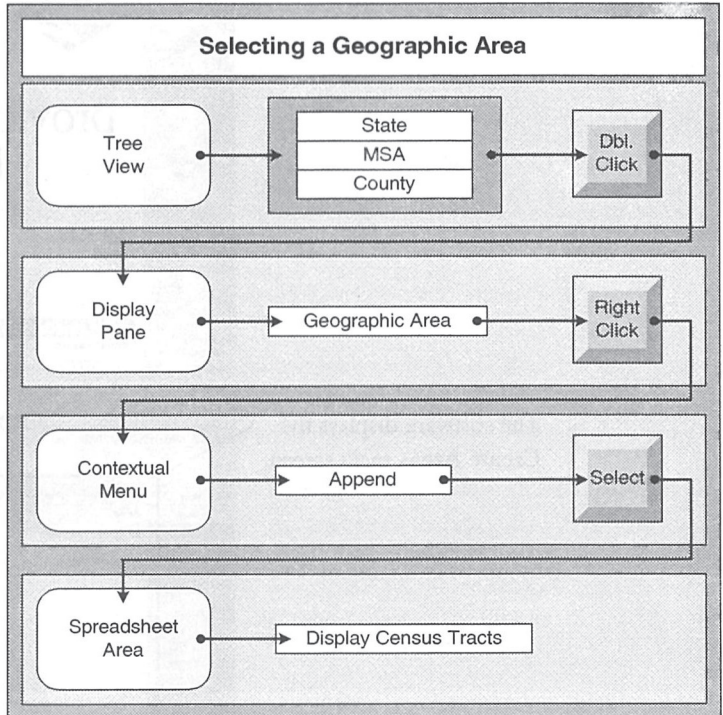 Selecting a Geographic Area
Tree
View
State
MSA
County
Dbl.
Click
Display
Pane
Geographic Area
Right
Click
Contextual
Menu
Append
Select
Spreadsheet
Area
Display Census Tracts